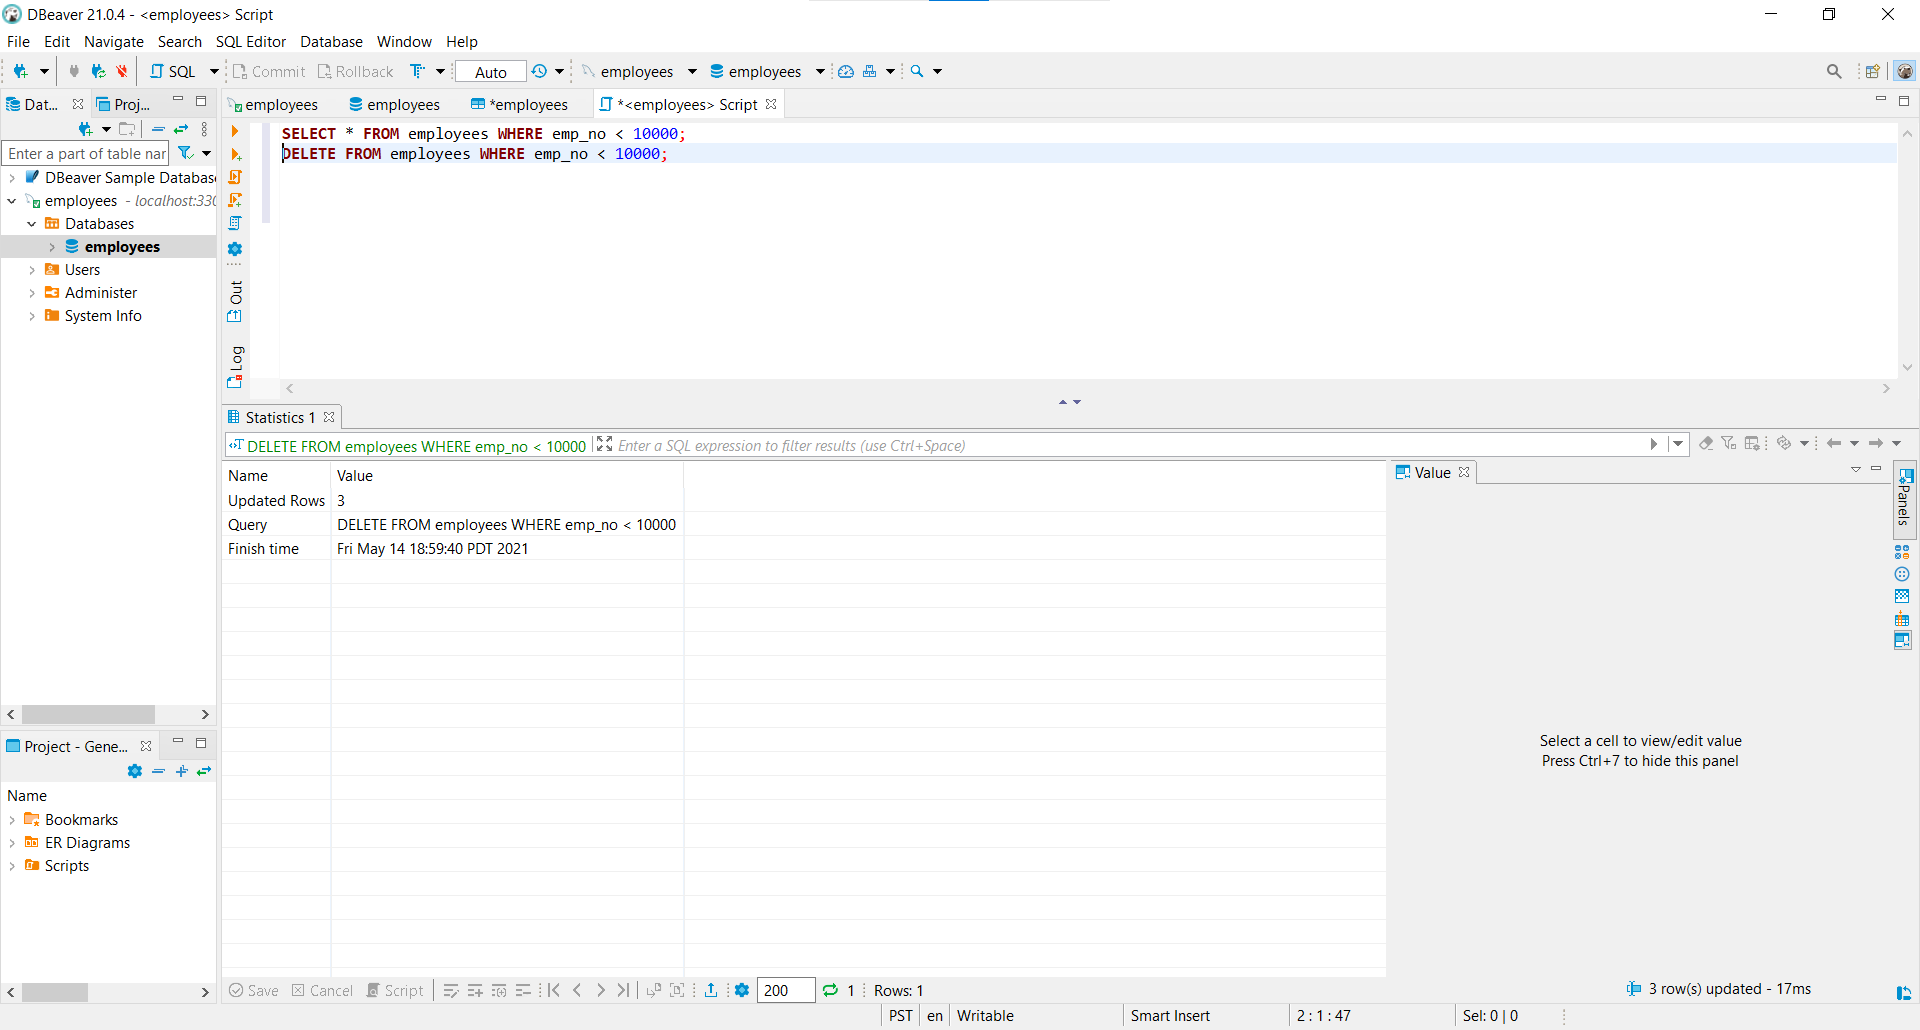 DBeaver 21.0.4 - <employees> Script
File Edit Navigate Search SQL Editor Database Window Help
SQL Commit Rollback Auto employees employees
Dat... Proj... employees employees *employees *<employees> Script
Enter a part of table nar
DBeaver Sample Databas
employees - localhost:330
Databases
employees
Users
Administer
System Info
SELECT * FROM employees WHERE emp_no < 10000;
DELETE FROM employees WHERE emp_no < 10000;
Out
Log
Statistics 1
DELETE FROM employees WHERE emp_no < 10000 Enter a SQL expression to filter results (use Ctrl+Space)
Name Value
Updated Rows 3
Query DELETE FROM employees WHERE emp_no < 10000
Finish time Fri May 14 18:59:40 PDT 2021
Value
Panels
Select a cell to view/edit value
Press Ctrl+7 to hide this panel
Project - Gene...
Name
Bookmarks
ER Diagrams
Scripts
Save Cancel Script 200 1 Rows: 1 3 row(s) updated - 17ms
PST en Writable Smart Insert 2 : 1 : 47 Sel: 0 | 0